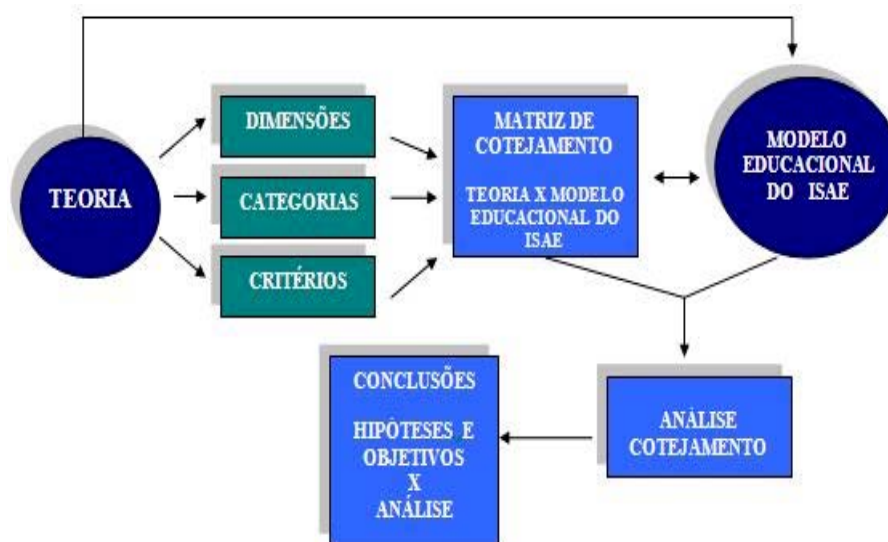 TEORIA
DIMENSÕES
CATEGORIAS
CRITÉRIOS
MATRIZ DE
COTEJAMENTO
TEORIA X MODELO
EDUCACIONAL DO
ISAE
MODELO
EDUCACIONAL
DO ISAE
ANÁLISE
COTEJAMENTO
CONCLUSÕES
HIPÓTESES E
OBJETIVOS
X
ANÁLISE